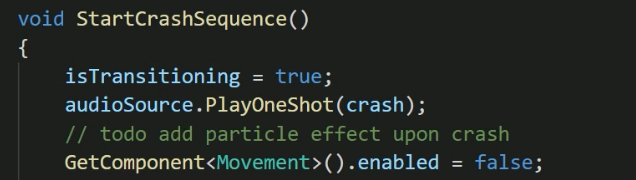 void StartCrashSequence()
{
isTransitioning = true;
audioSource.PlayOneShot(crash);
// todo add particle effect upon crash
GetComponent<Movement>().enabled = false;